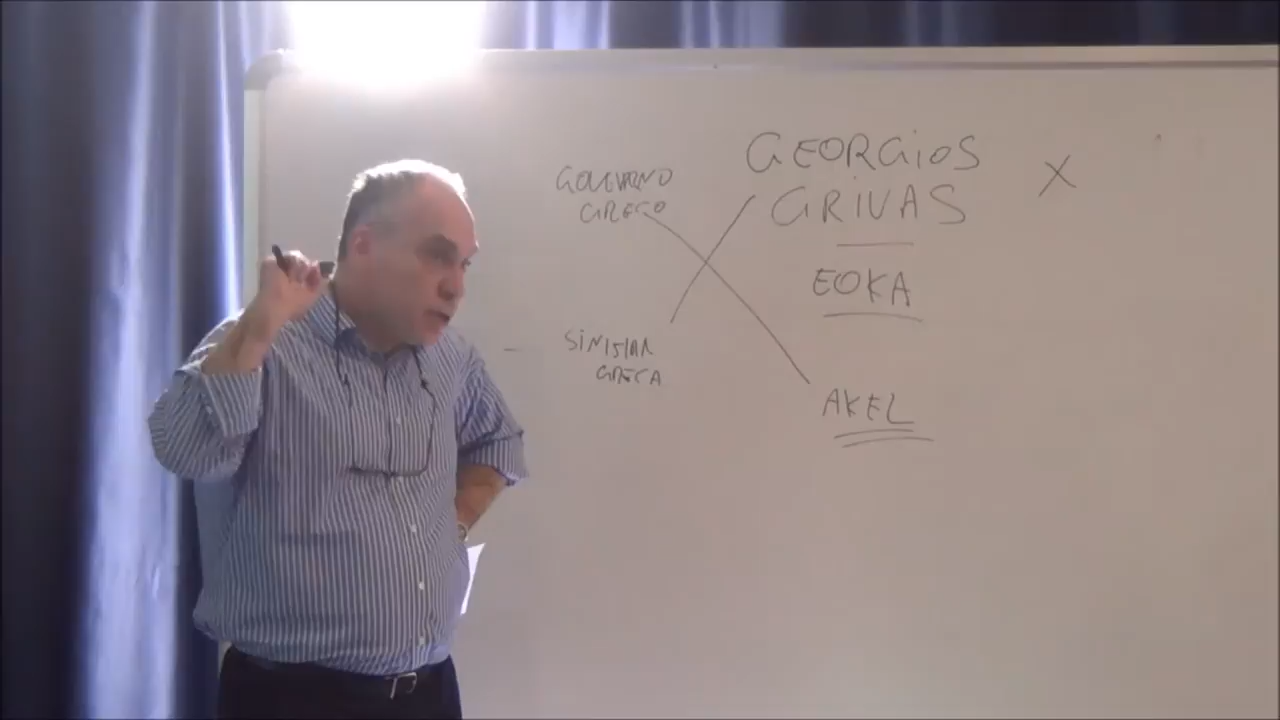 GOVERNO
GRECO
GEORGiOS
GRiVAS
X
EOKA
SiNISTRA
GRECA
AKEL